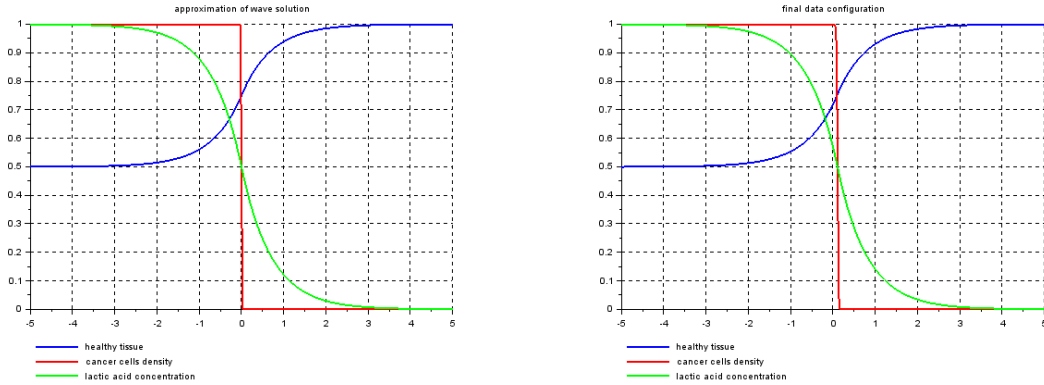 approximation of wave solution
1
0.9
0.8
0.7
0.6
0.5
0.4
0.3
0.2
0.1
0
-5 -4 -3 -2 -1 0 1 2 3 4 5
healthy tissue
cancer cells density
lactic acid concentration
final data configuration
1
0.9
0.8
0.7
0.6
0.5
0.4
0.3
0.2
0.1
0
-5 -4 -3 -2 -1 0 1 2 3 4 5
healthy tissue
cancer cells density
lactic acid concentration